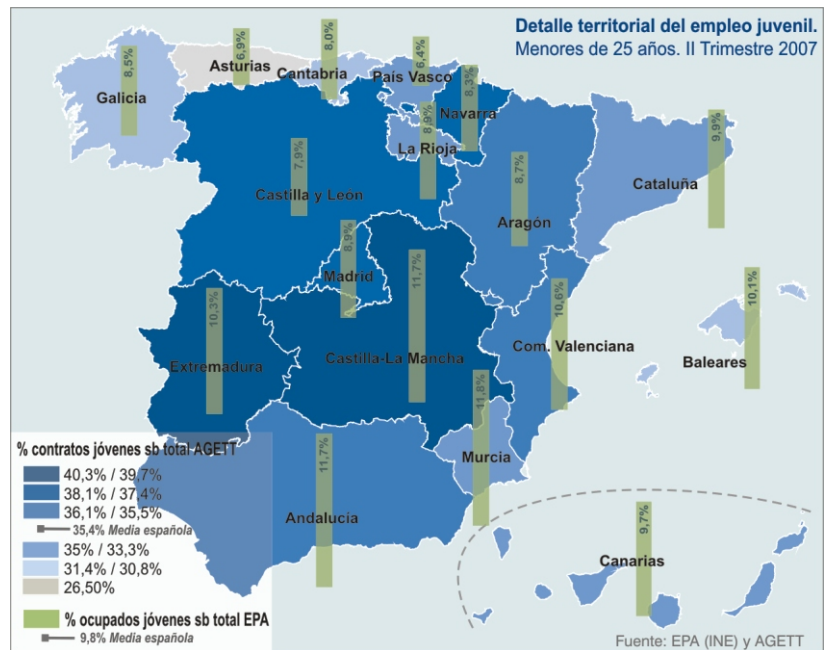 Detalle territorial del empleo juvenil.
Menores de 25 años. II Trimestre 2007
8,5%
Galicia
6,9%
Asturias
8,0%
Cantabria
6,4%
País Vasco
8,3%
Navarra
8,9%
La Rioja
7,9%
Castilla y León
8,7%
Aragón
9,9%
Cataluña
8,9%
Madrid
11,7%
Castilla-La Mancha
10,3%
Extremadura
10,6%
Com. Valenciana
10,1%
Baleares
11,8%
Murcia
11,7%
Andalucía
9,7%
Canarias
% contratos jóvenes sb total AGETT
40,3% / 39,7%
38,1% / 37,4%
36,1% / 35,5%
35,4% Media española
35% / 33,3%
31,4% / 30,8%
26,50%
% ocupados jóvenes sb total EPA
9,8% Media española
Fuente: EPA (INE) y AGETT